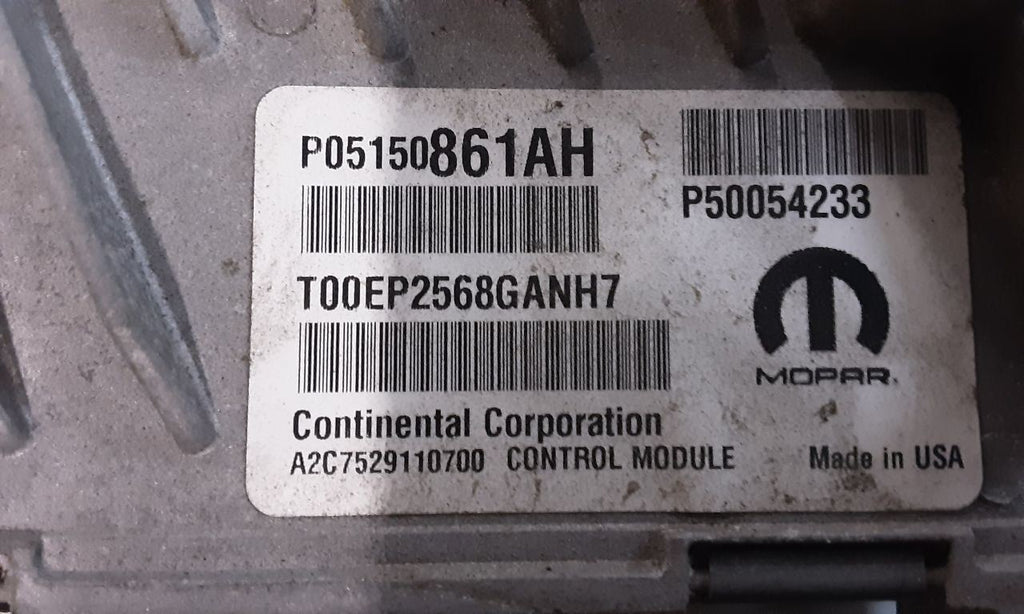 P05150861AH
P50054233
T00EP2568GANH7
MOPAR
Continental Corporation
A2C7529110700 CONTROL MODULE Made in USA